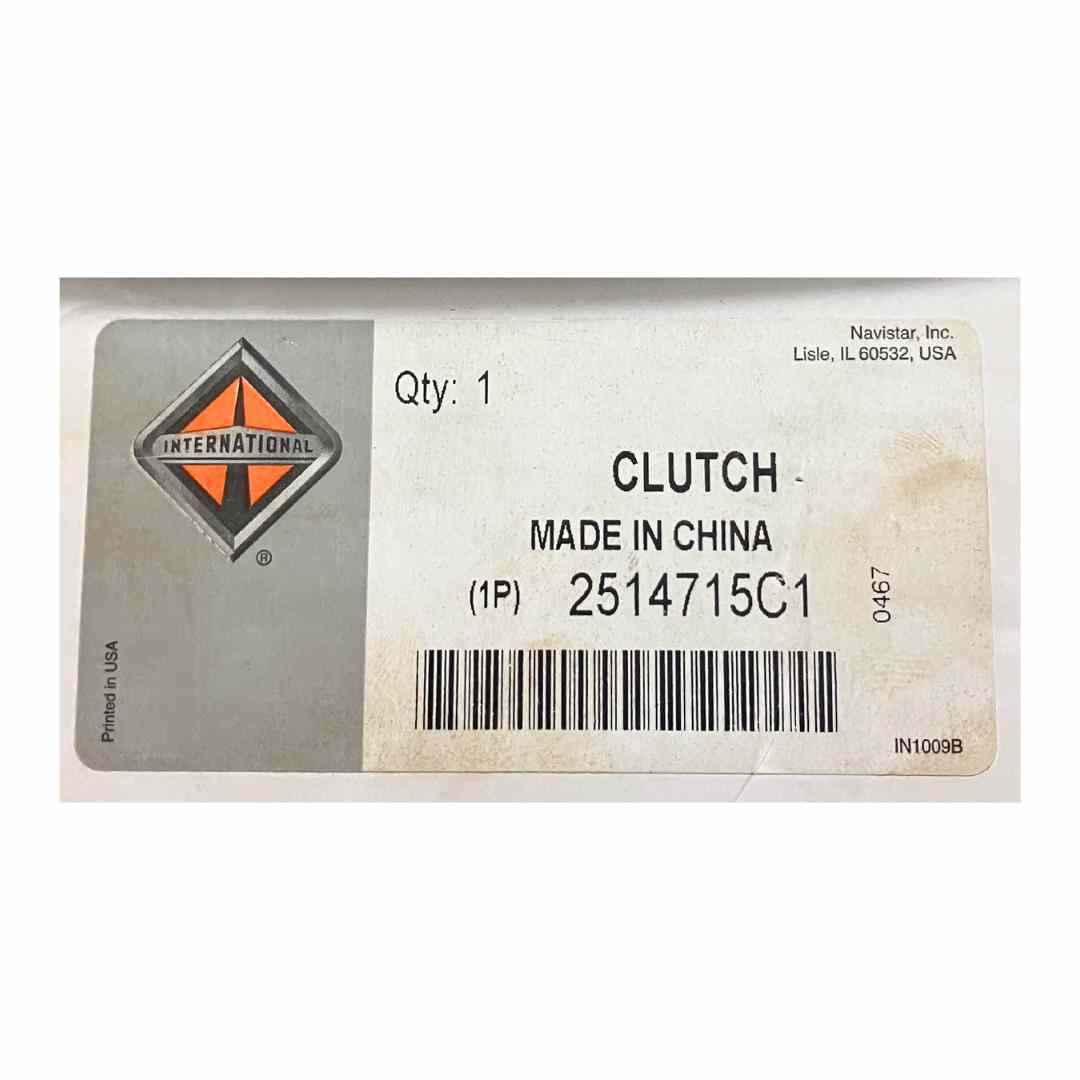 Navistar, Inc.
Lisle, IL 60532, USA
INTERNATIONAL
®
Qty: 1
CLUTCH
MADE IN CHINA
(1P) 2514715C1
0467
Printed in USA
IN1009B